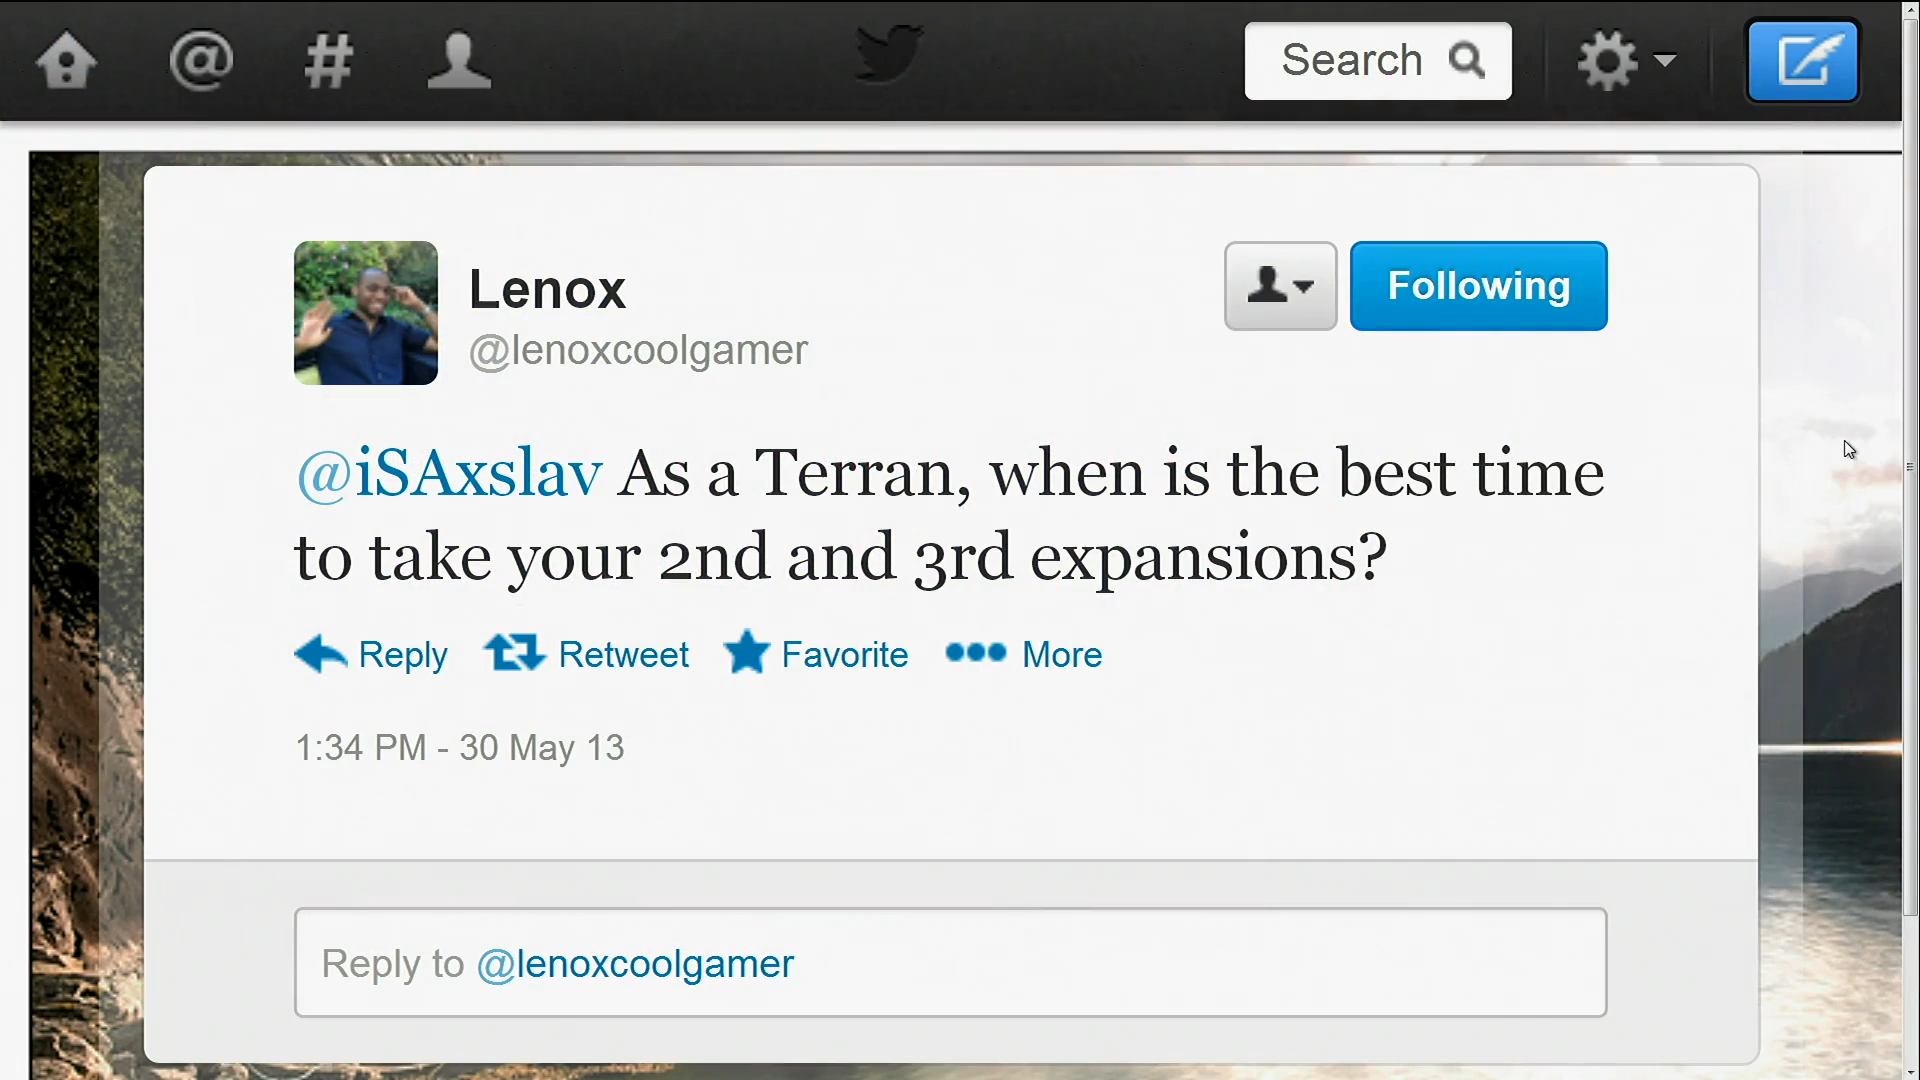 Search
Lenox
Following
@lenoxcoolgamer
@iSAxslav As a Terran, when is the best time
to take your 2nd and 3rd expansions?
Reply Retweet Favorite More
1:34 PM - 30 May 13
Reply to @lenoxcoolgamer